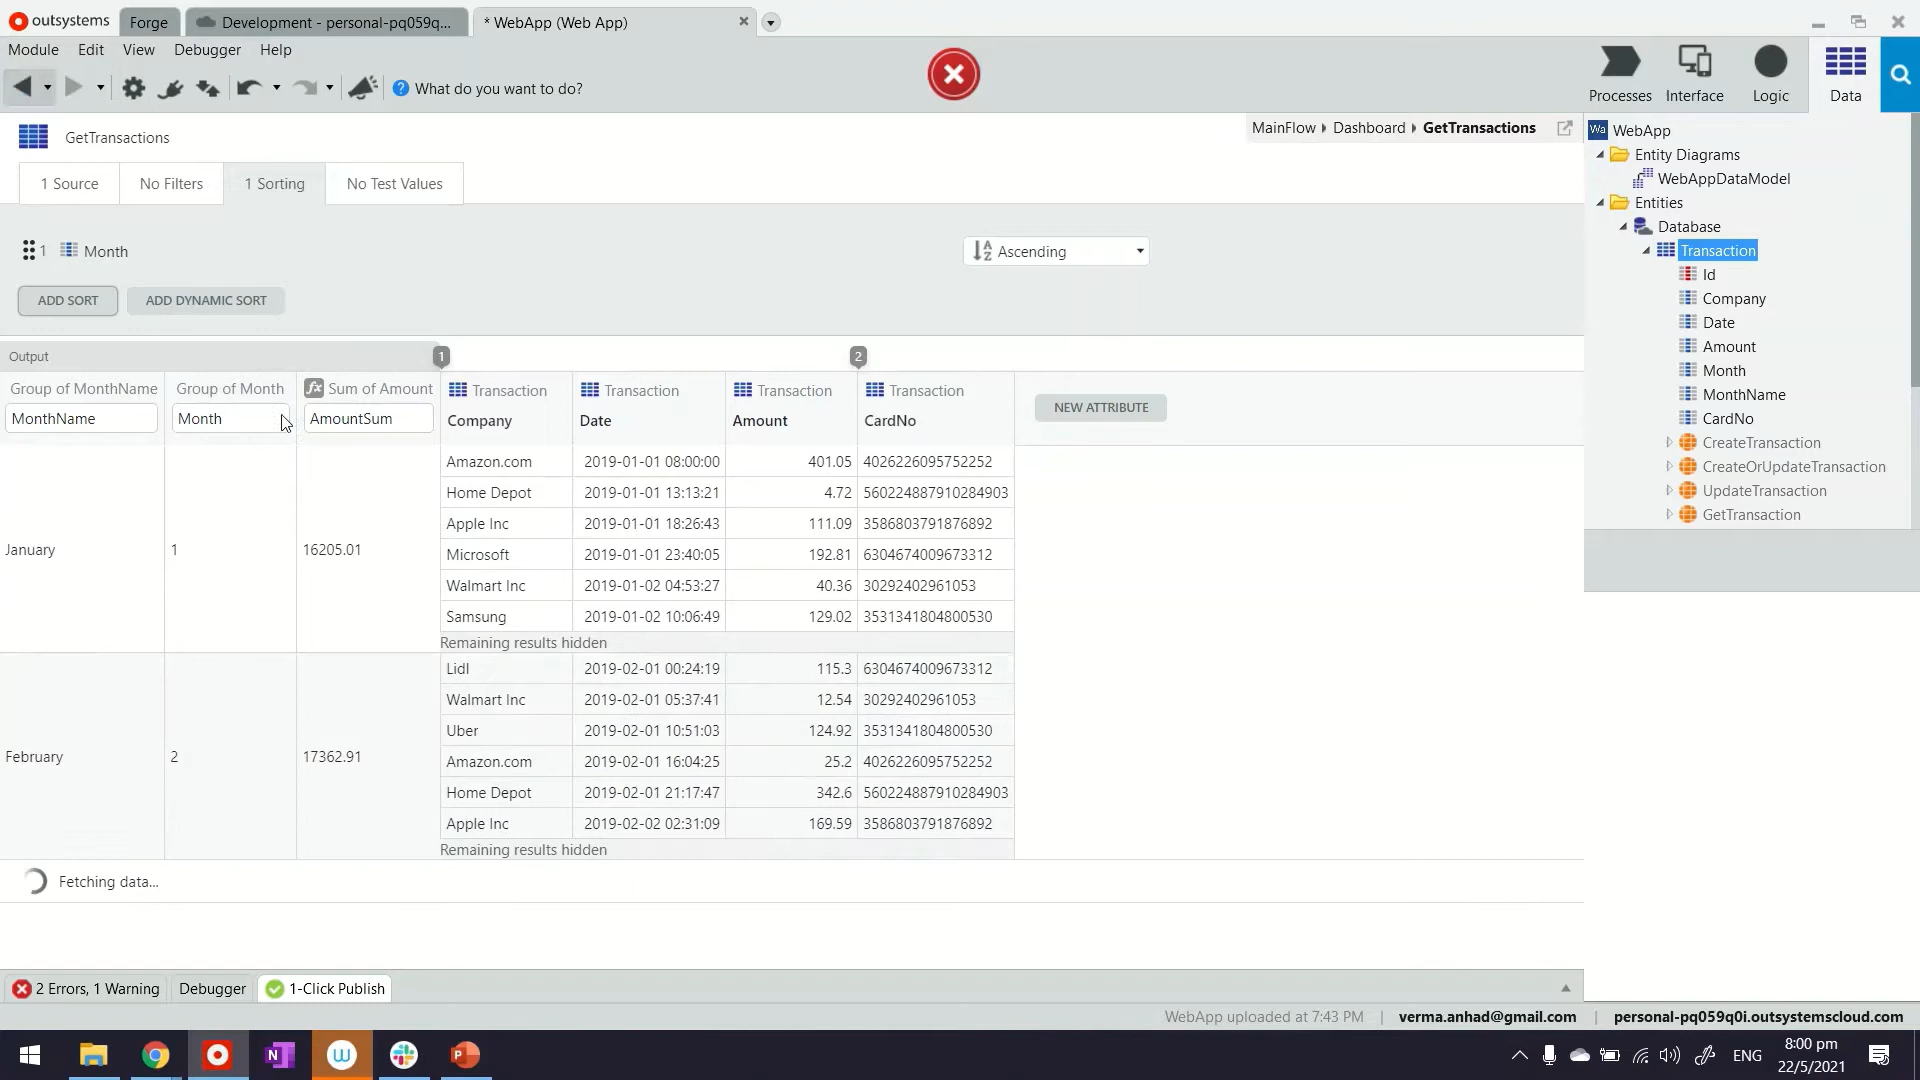 outsystems
Forge
Development - personal-pq059q...
* WebApp (Web App)
Module Edit View Debugger Help
What do you want to do?
Processes Interface Logic Data
GetTransactions
MainFlow Dashboard GetTransactions
1 Source No Filters 1 Sorting No Test Values
1 Month Ascending
ADD SORT ADD DYNAMIC SORT
Output 1 2
Group of MonthName Group of Month fx Sum of Amount Transaction Transaction Transaction Transaction
MonthName Month AmountSum Company Date Amount CardNo
NEW ATTRIBUTE
Amazon.com 2019-01-01 08:00:00 401.05 4026226095752252
Home Depot 2019-01-01 13:13:21 4.72 560224887910284903
Apple Inc 2019-01-01 18:26:43 111.09 3586803791876892
January 1 16205.01
Microsoft 2019-01-01 23:40:05 192.81 6304674009673312
Walmart Inc 2019-01-02 04:53:27 40.36 30292402961053
Samsung 2019-01-02 10:06:49 129.02 3531341804800530
Remaining results hidden
Lidl 2019-02-01 00:24:19 115.3 6304674009673312
Walmart Inc 2019-02-01 05:37:41 12.54 30292402961053
Uber 2019-02-01 10:51:03 124.92 3531341804800530
February 2 17362.91
Amazon.com 2019-02-01 16:04:25 25.2 4026226095752252
Home Depot 2019-02-01 21:17:47 342.6 560224887910284903
Apple Inc 2019-02-02 02:31:09 169.59 3586803791876892
Remaining results hidden
Fetching data...
Wa WebApp
Entity Diagrams
WebAppDataModel
Entities
Database
Transaction
Id
Company
Date
Amount
Month
MonthName
CardNo
CreateTransaction
CreateOrUpdateTransaction
UpdateTransaction
GetTransaction
2 Errors, 1 Warning Debugger 1-Click Publish
WebApp uploaded at 7:43 PM | verma.anhad@gmail.com | personal-pq059q0i.outsystemscloud.com
ENG
8:00 pm
22/5/2021